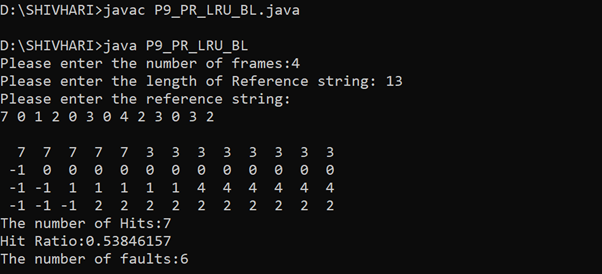 D:\SHIVHARI>javac P9_PR_LRU_BL.java
D:\SHIVHARI>java P9_PR_LRU_BL
Please enter the number of frames:4
Please enter the length of Reference string: 13
Please enter the reference string:
7 0 1 2 0 3 0 4 2 3 0 3 2
7 7 7 7 7 3 3 3 3 3 3 3 3
-1 0 0 0 0 0 0 0 0 0 0 0 0
-1 -1 1 1 1 1 1 4 4 4 4 4 4
-1 -1 -1 2 2 2 2 2 2 2 2 2 2
The number of Hits:7
Hit Ratio:0.53846157
The number of faults:6